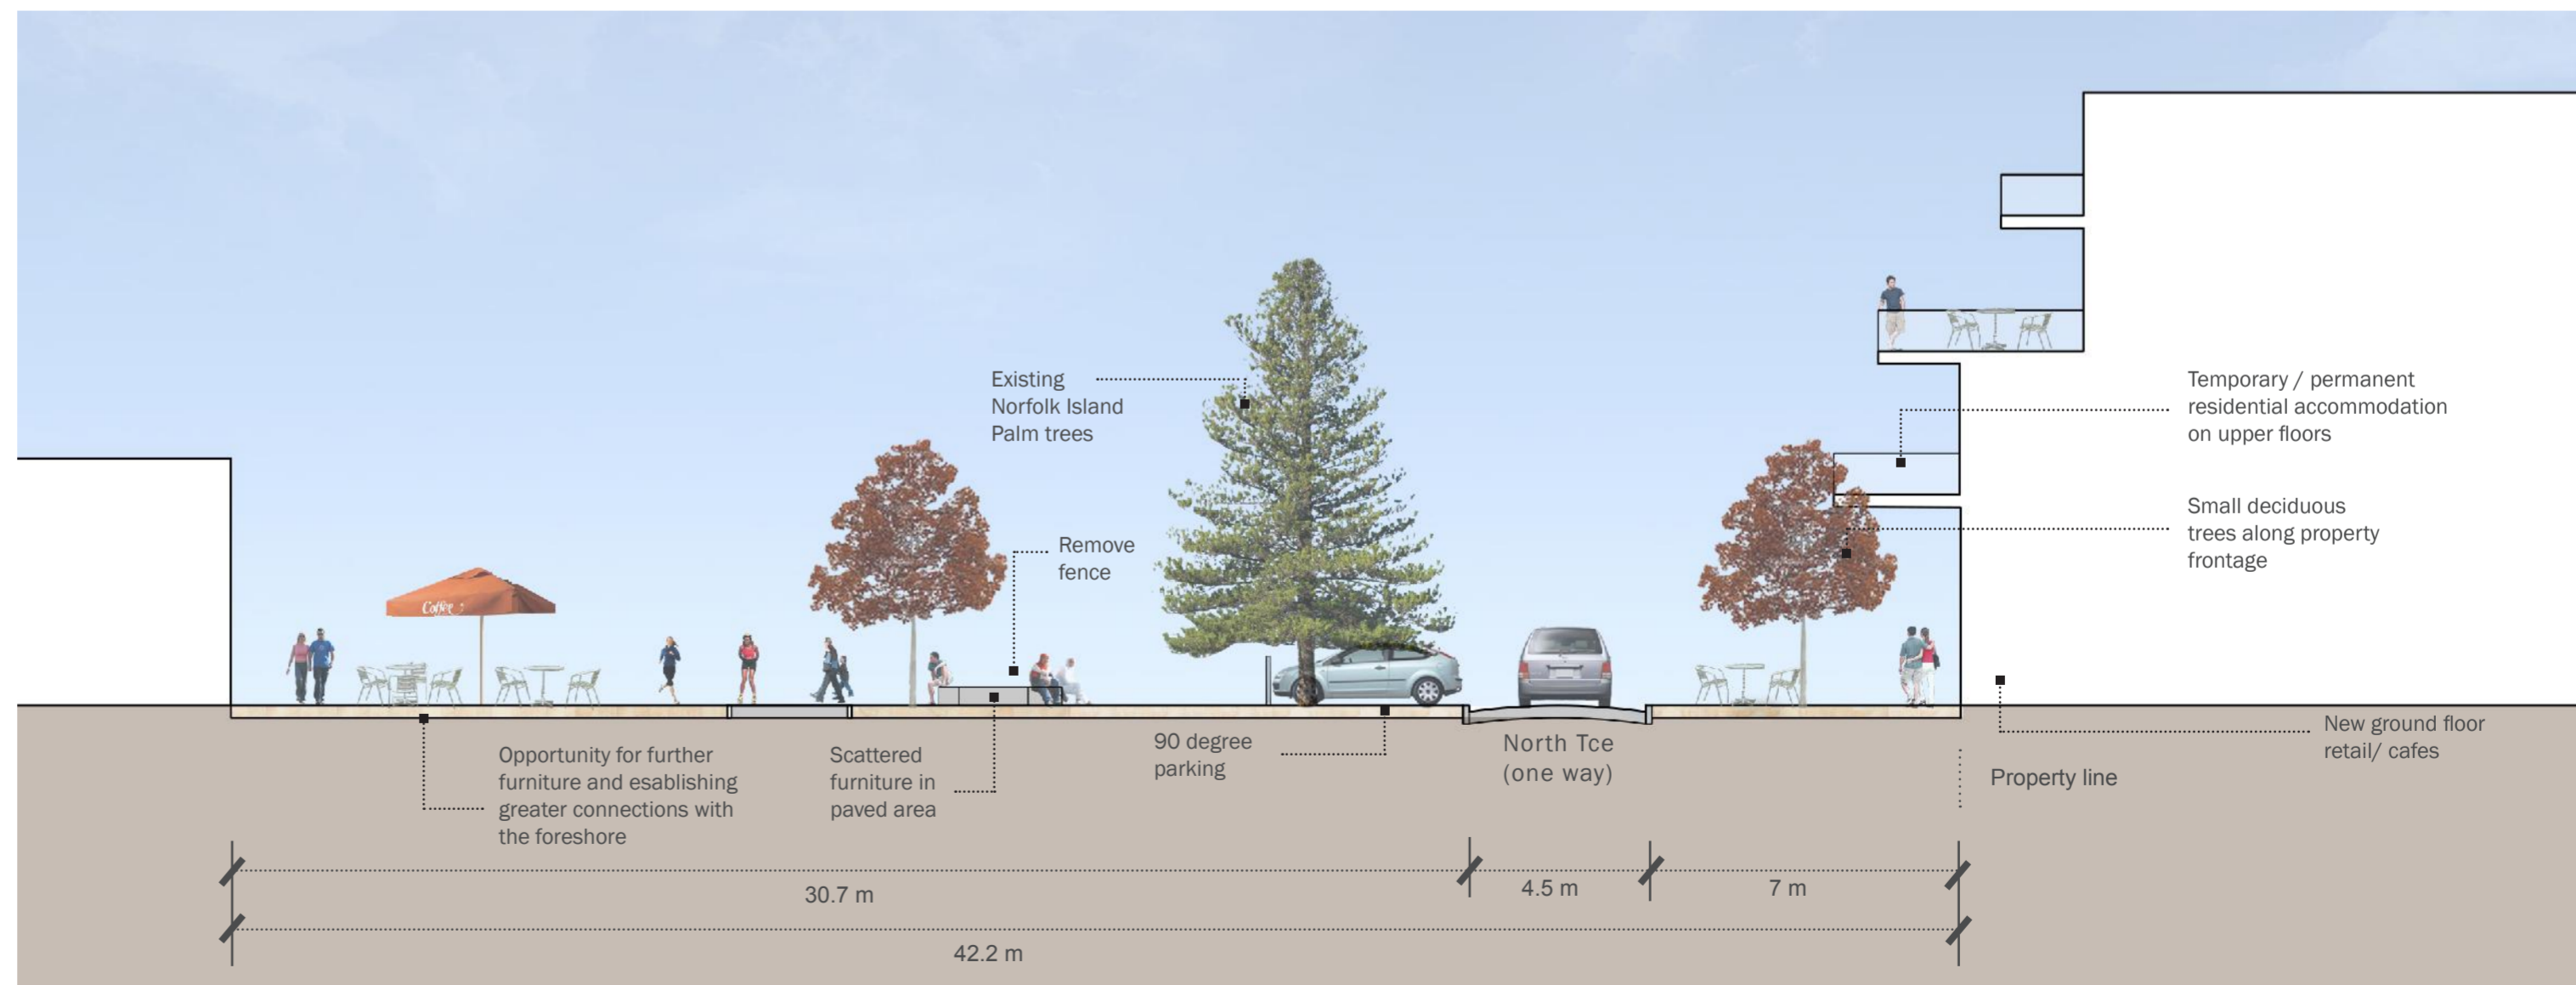 Existing
Norfolk Island
Palm trees
Remove
fence
Coffee
Temporary / permanent
residential accommodation
on upper floors
Small deciduous
trees along property
frontage
Opportunity for further
furniture and esablishing
greater connections with
the foreshore
Scattered
furniture in
paved area
90 degree
parking
North Tce
(one way)
Property line
New ground floor
retail/ cafes
30.7 m
4.5 m
7 m
42.2 m